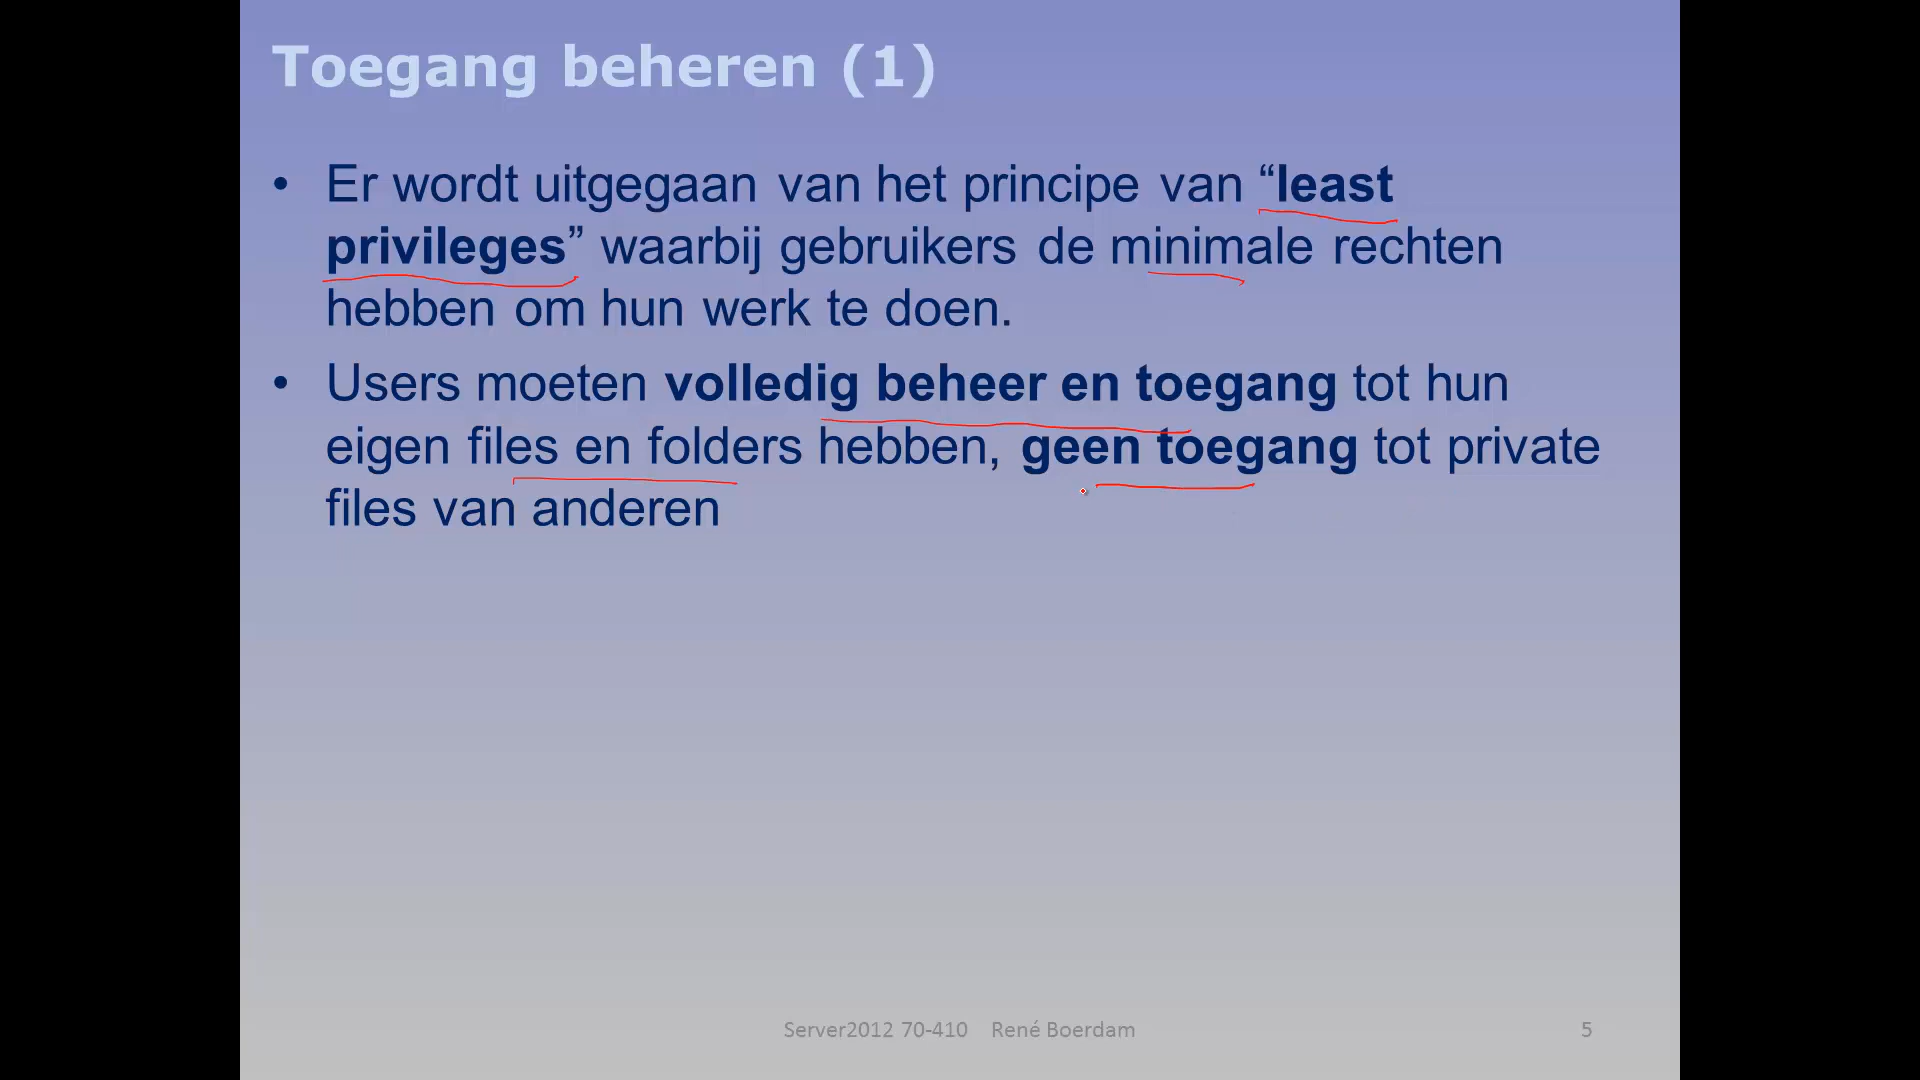 Toegang beheren (1)
• Er wordt uitgegaan van het principe van “least
privileges” waarbij gebruikers de minimale rechten
hebben om hun werk te doen.
• Users moeten volledig beheer en toegang tot hun
eigen files en folders hebben, geen toegang tot private
files van anderen
Server2012 70-410 René Boerdam
5